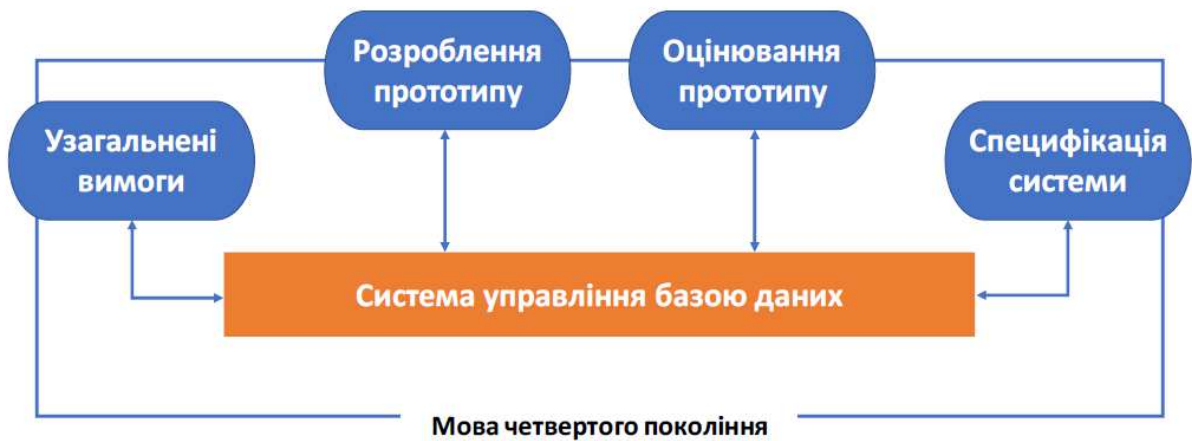 Розроблення
прототипу
Оцінювання
прототипу
Узагальнені
вимоги
Специфікація
системи
Система управління базою даних
Мова четвертого покоління